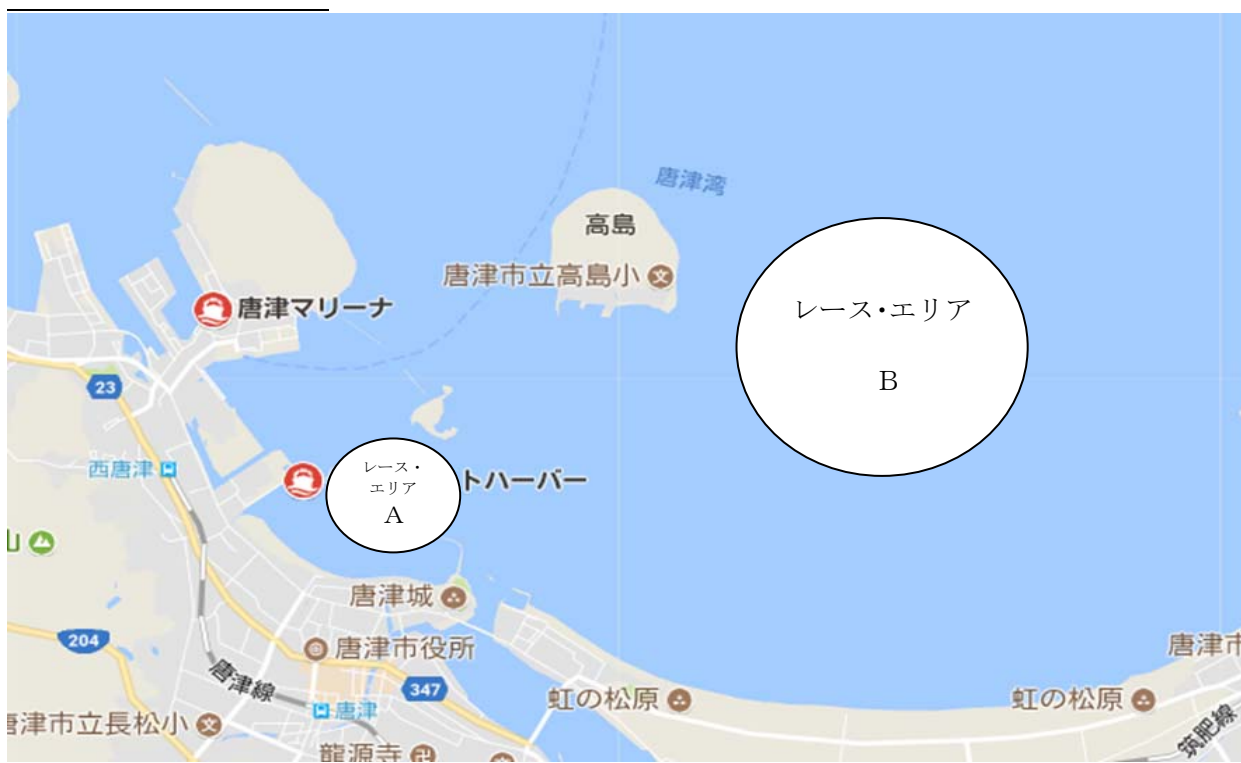 唐津湾
高島
唐津市立高島小
文
唐津マリーナ
レース・エリア
B
23
西唐津
レース・
エリア
A
トハーバー
山
唐津城
204
唐津市役所
唐津市
唐津線
347
虹の松原
虹の松原
唐津
唐津市立長松小
文
龍源寺
卍
筑肥線